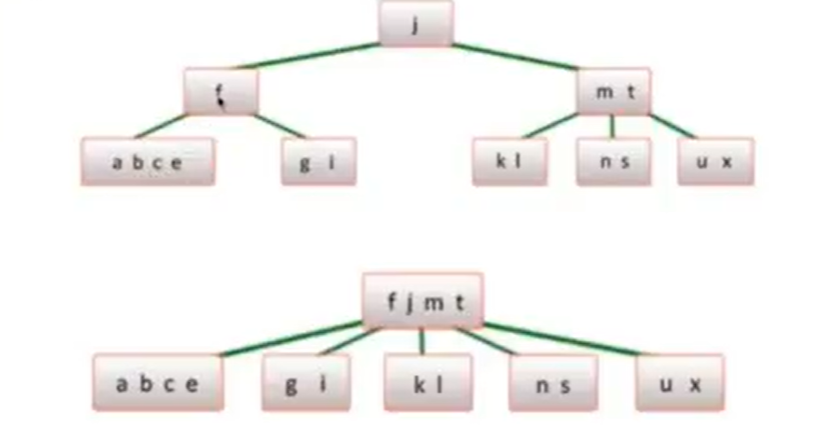 j
f
m t
a b c e
g i
k l
n s
u x
f j m t
a b c e
g i
k l
n s
u x